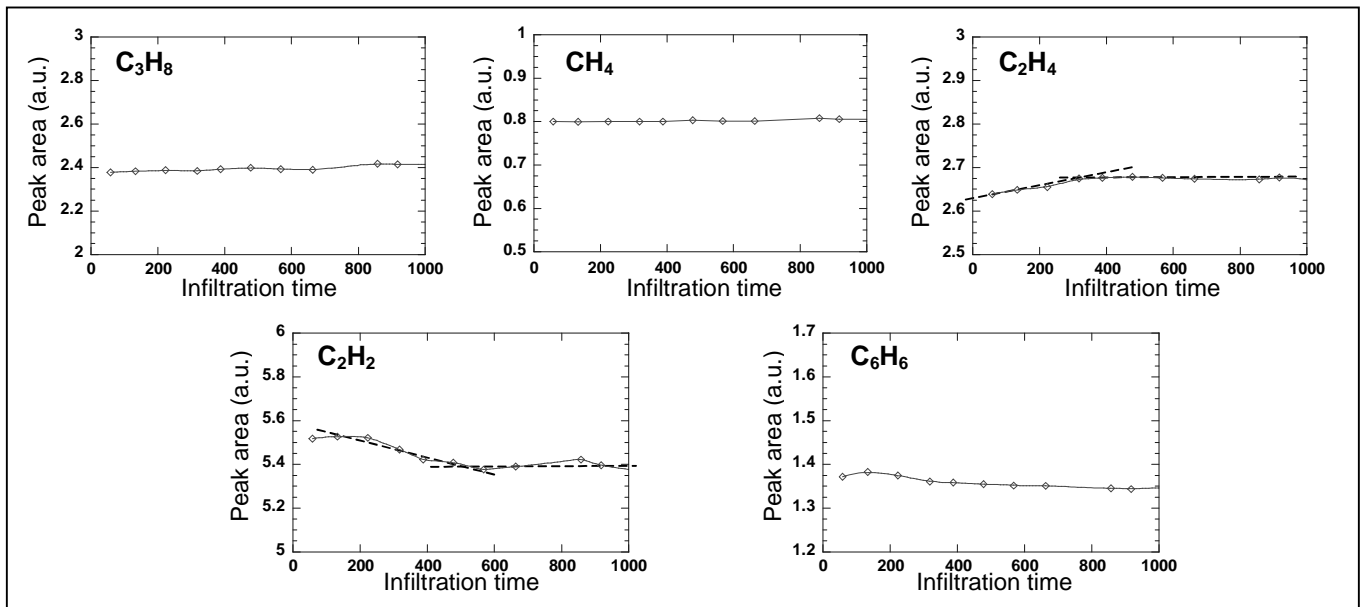 C3H8
Peak area (a.u.)
3
2.8
2.6
2.4
2.2
2
0 200 400 600 800 1000
Infiltration time
CH4
Peak area (a.u.)
1
0.9
0.8
0.7
0.6
0.5
0 200 400 600 800 1000
Infiltration time
C2H4
Peak area (a.u.)
3
2.9
2.8
2.7
2.6
2.5
0 200 400 600 800 1000
Infiltration time
C2H2
Peak area (a.u.)
6
5.8
5.6
5.4
5.2
5
0 200 400 600 800 1000
Infiltration time
C6H6
Peak area (a.u.)
1.7
1.6
1.5
1.4
1.3
1.2
0 200 400 600 800 1000
Infiltration time